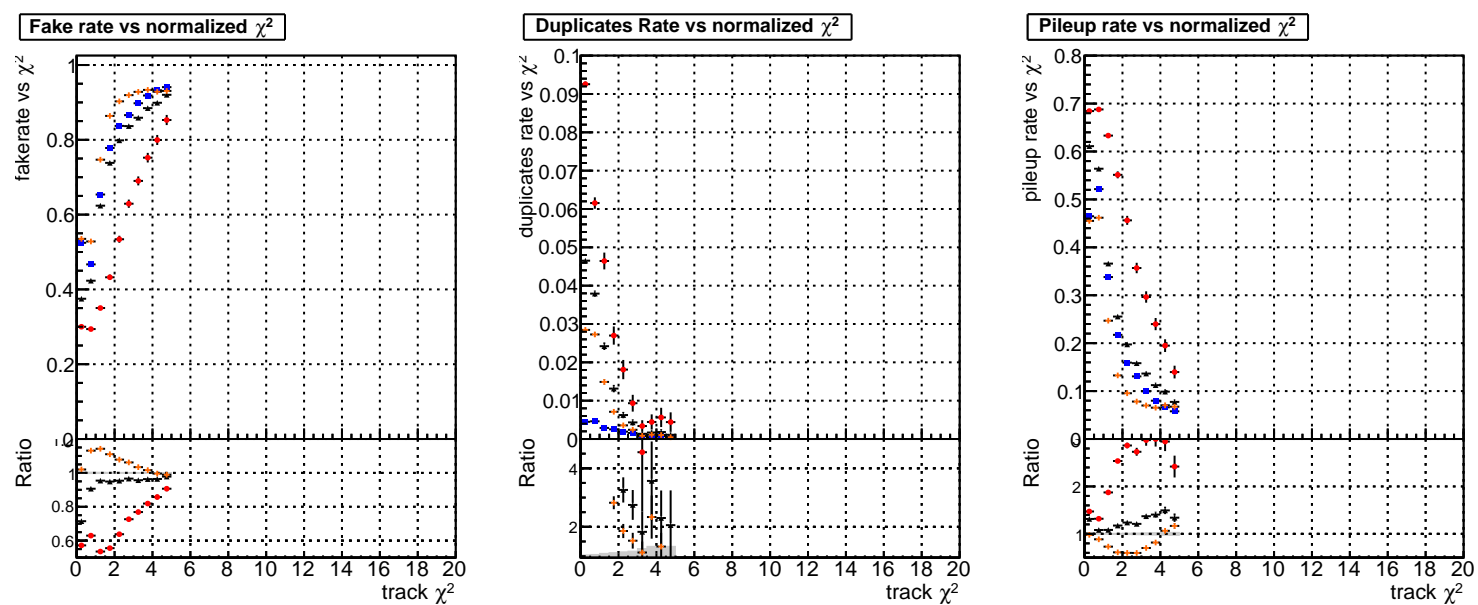 Fake rate vs normalized χ²
fakerate vs χ²
1
0.8
0.6
0.4
0.2
0
Ratio
1
0.8
0.6
0 2 4 6 8 10 12 14 16 18 20
track χ²
Duplicates Rate vs normalized χ²
duplicates rate vs χ²
0.1
0.09
0.08
0.07
0.06
0.05
0.04
0.03
0.02
0.01
0
Ratio
4
2
0 2 4 6 8 10 12 14 16 18 20
track χ²
Pileup rate vs normalized χ²
pileup rate vs χ²
0.8
0.7
0.6
0.5
0.4
0.3
0.2
0.1
0
Ratio
2
1
0 2 4 6 8 10 12 14 16 18 20
track χ²